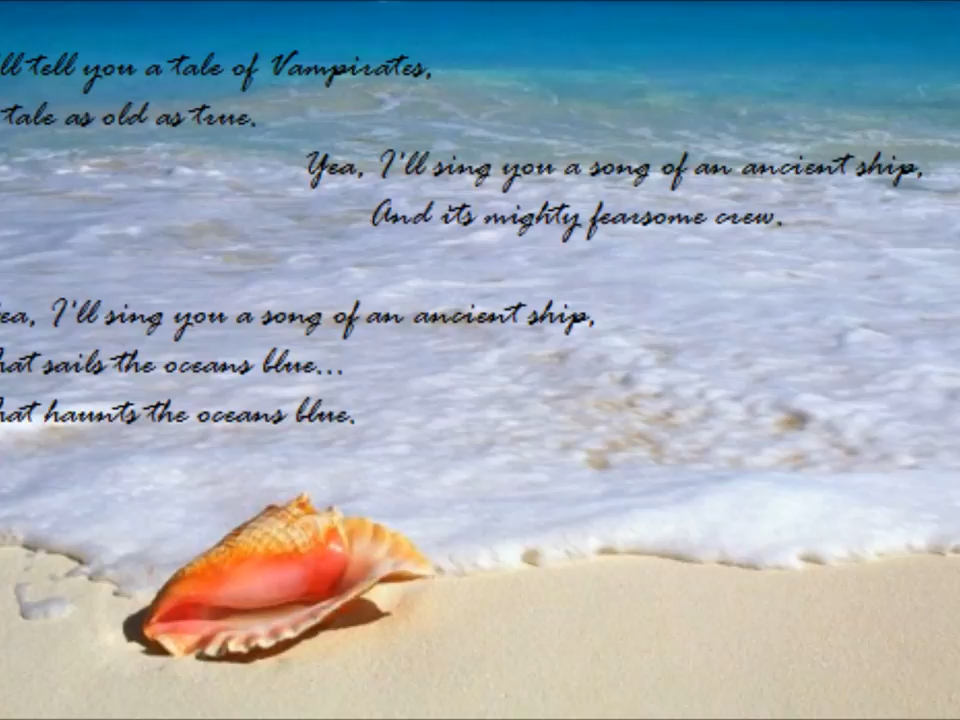 ll tell you a tale of Vampirates,
tale as old as true.
Yea, I'll sing you a song of an ancient ship,
And its mighty fearsome crew.
ea, I'll sing you a song of an ancient ship,
hat sails the oceans blue...
hat haunts the oceans blue.